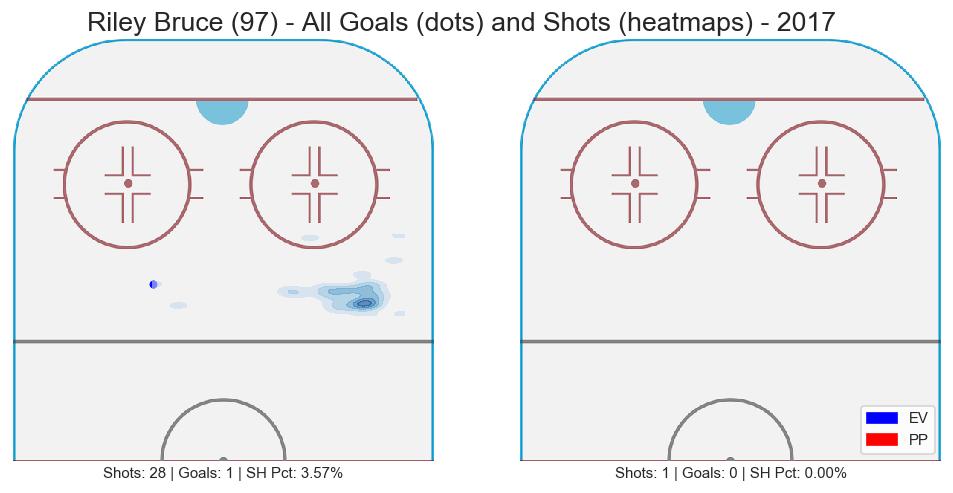 Riley Bruce (97) - All Goals (dots) and Shots (heatmaps) - 2017
EV
PP
Shots: 28 | Goals: 1 | SH Pct: 3.57%
Shots: 1 | Goals: 0 | SH Pct: 0.00%